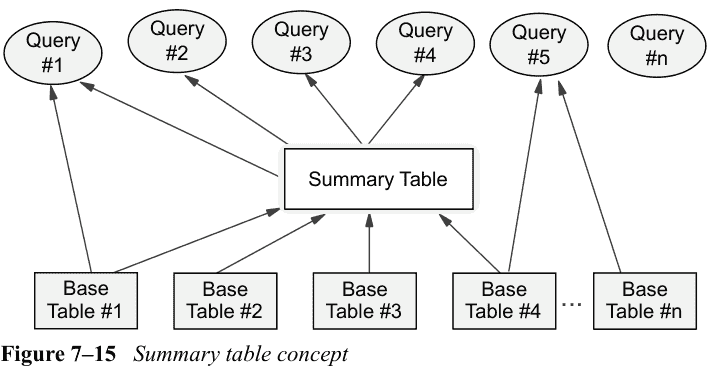 Query
#1
Query
#2
Query
#3
Query
#4
Query
#5
Query
#n
Summary Table
Base
Table #1
Base
Table #2
Base
Table #3
Base
Table #4
...
Base
Table #n
Figure 7–15 Summary table concept